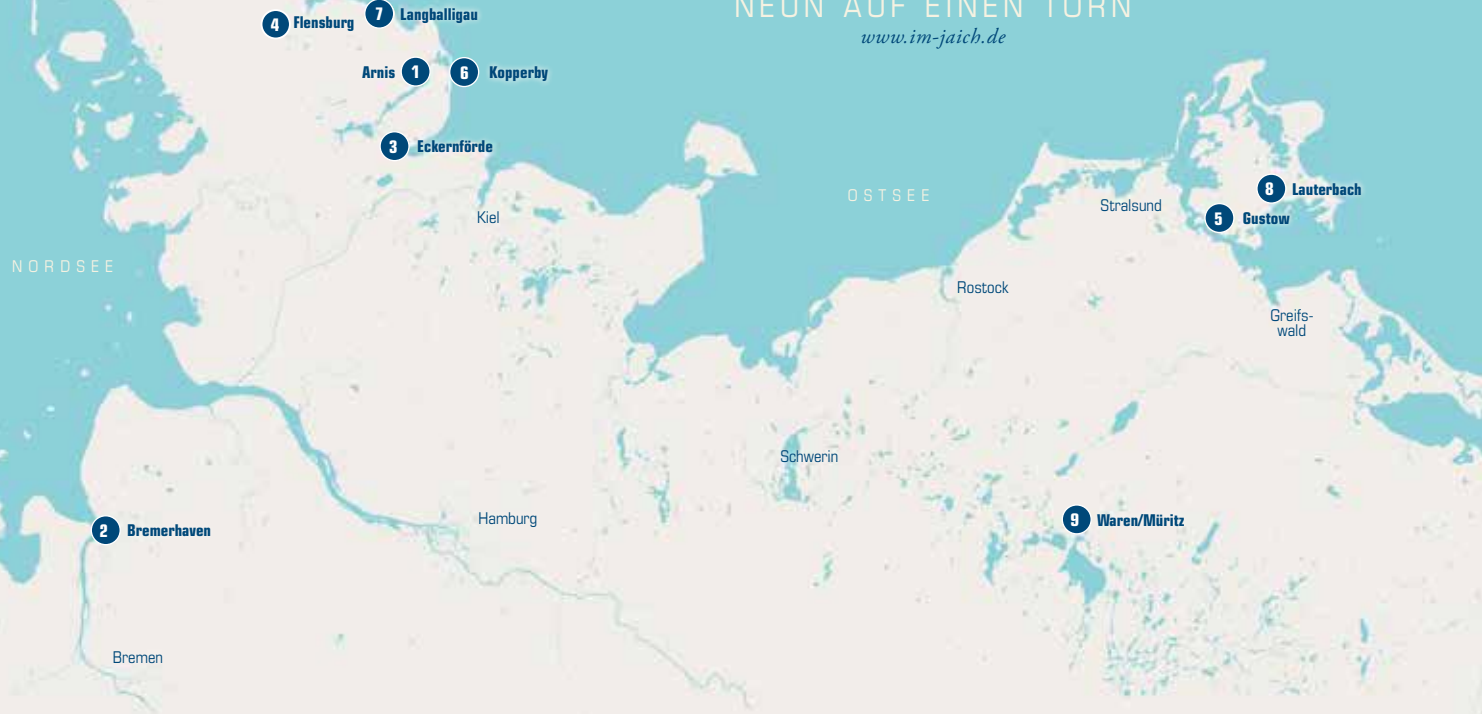 NEUN AUF EINEN TÖRN
www.im-jaich.de
7 Langballigau
4 Flensburg
Arnis 1
6 Kopperby
3 Eckernförde
OSTSEE
8 Lauterbach
Stralsund
5 Gustow
Kiel
NORDSEE
Rostock
Greifs-
wald
Schwerin
Hamburg
9 Waren/Müritz
2 Bremerhaven
Bremen